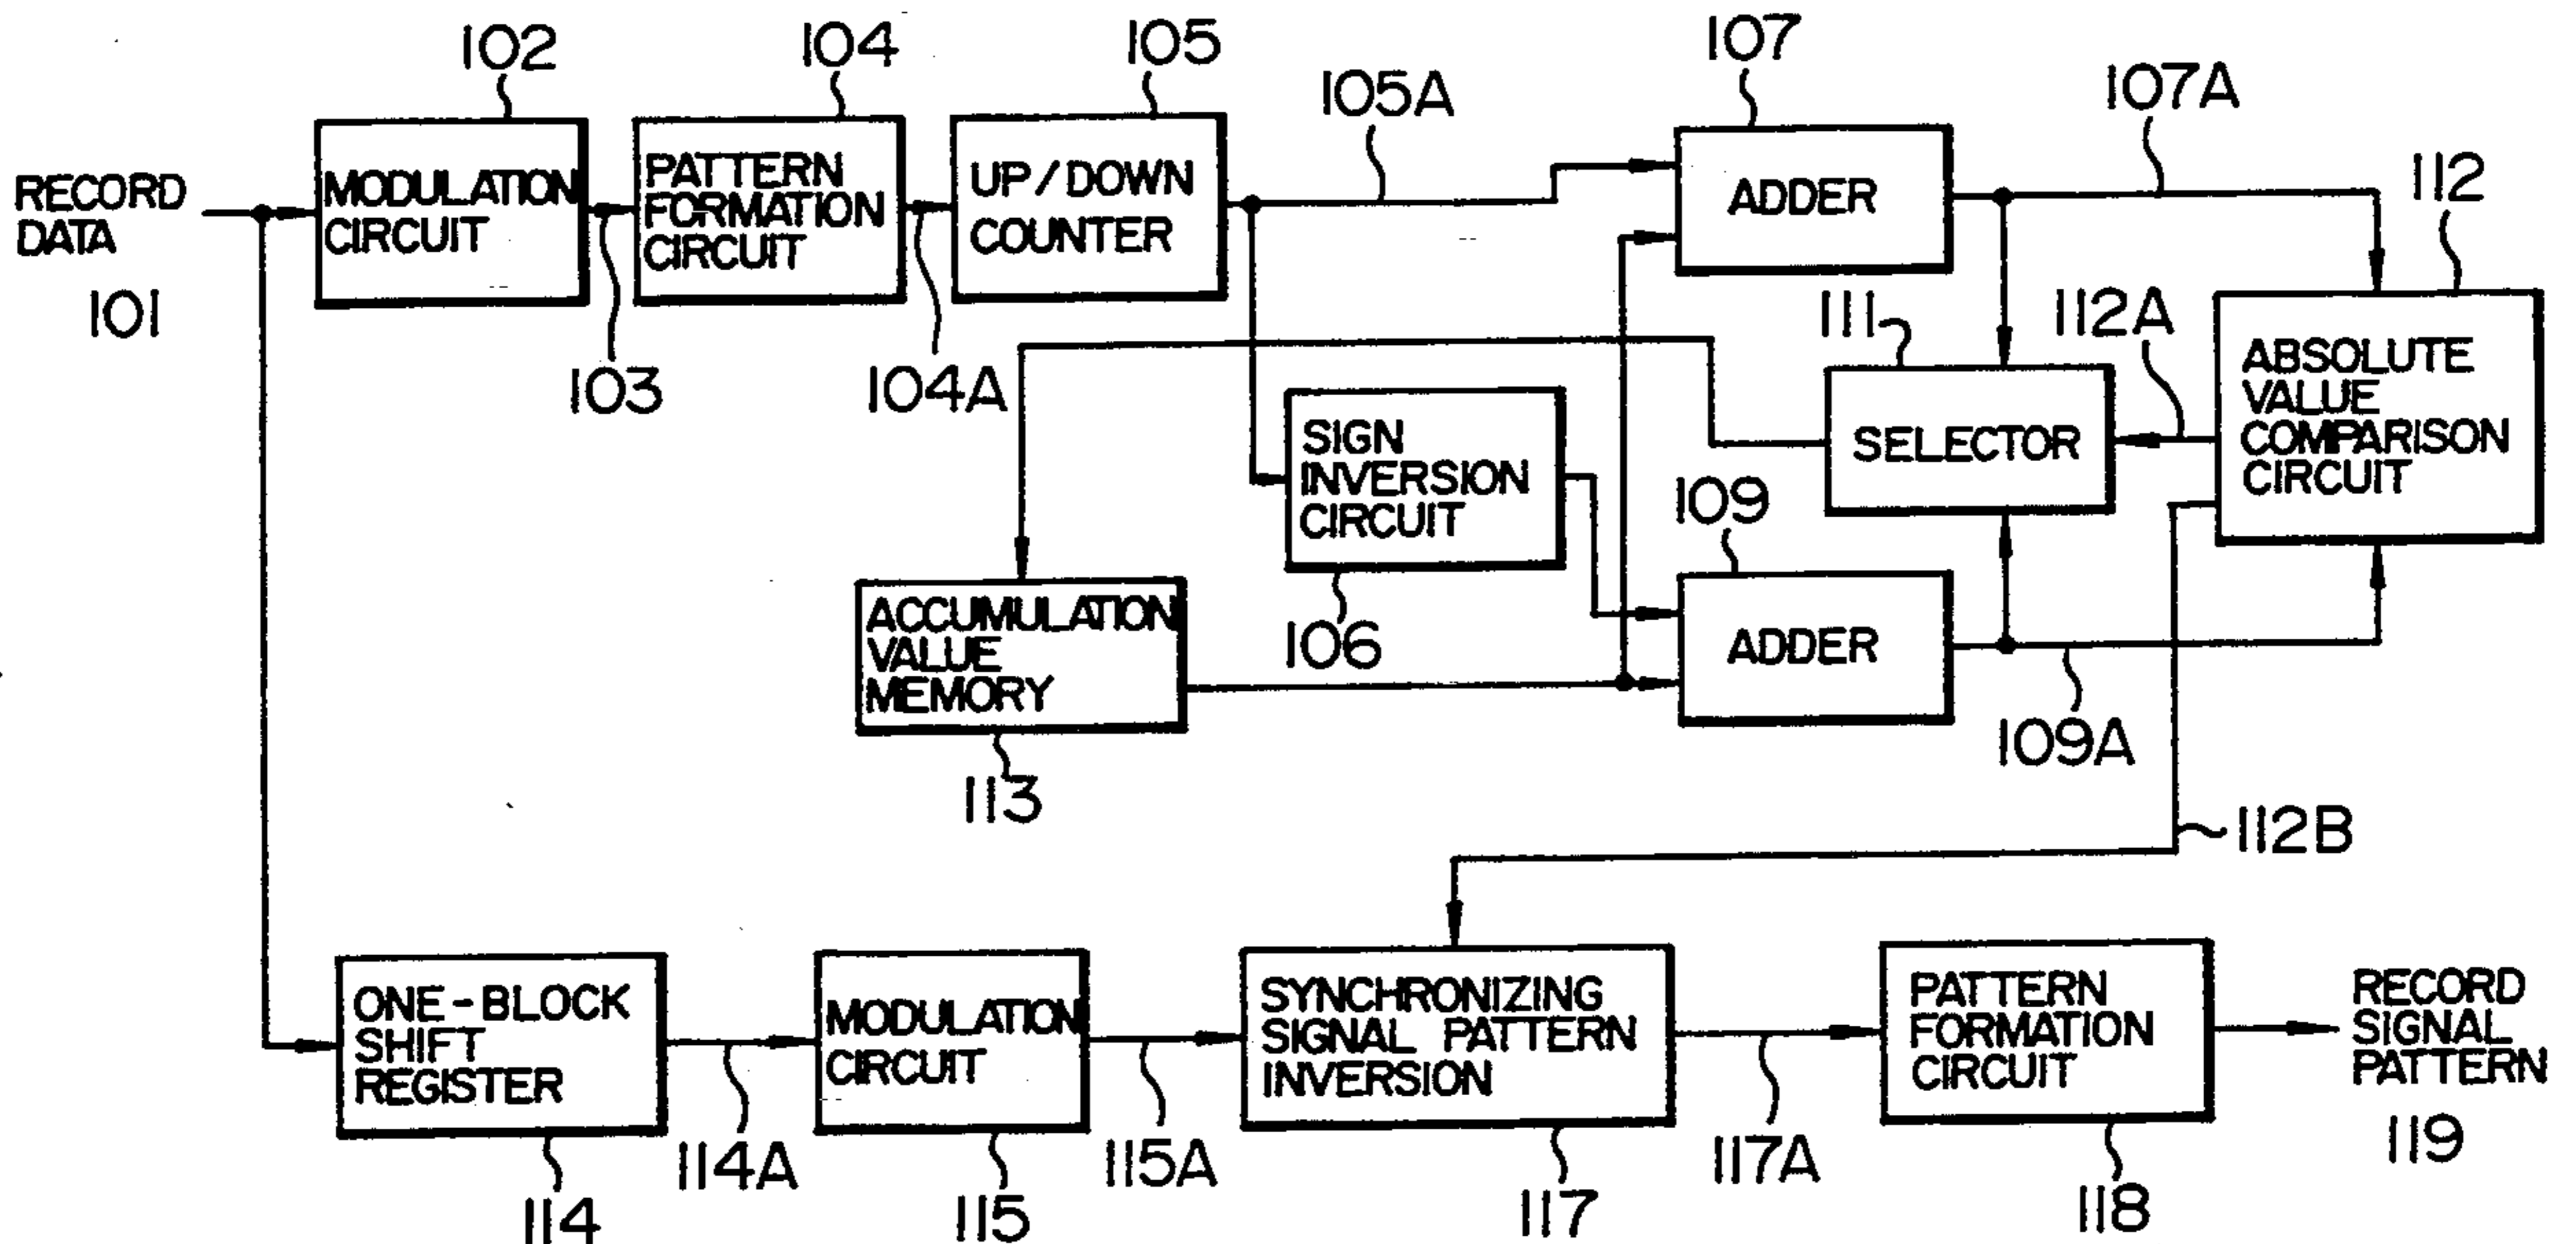 102
104
105
105A
107
107A
112
RECORD
DATA
101
MODULATION
CIRCUIT
103
PATTERN
FORMATION
CIRCUIT
104A
UP/DOWN
COUNTER
ADDER
111
112A
ABSOLUTE
VALUE
COMPARISON
CIRCUIT
SELECTOR
SIGN
INVERSION
CIRCUIT
106
109
ADDER
109A
ACCUMULATION
VALUE
MEMORY
113
112B
ONE-BLOCK
SHIFT
REGISTER
114
114A
MODULATION
CIRCUIT
115
115A
SYNCHRONIZING
SIGNAL PATTERN
INVERSION
117
117A
PATTERN
FORMATION
CIRCUIT
118
RECORD
SIGNAL
PATTERN
119